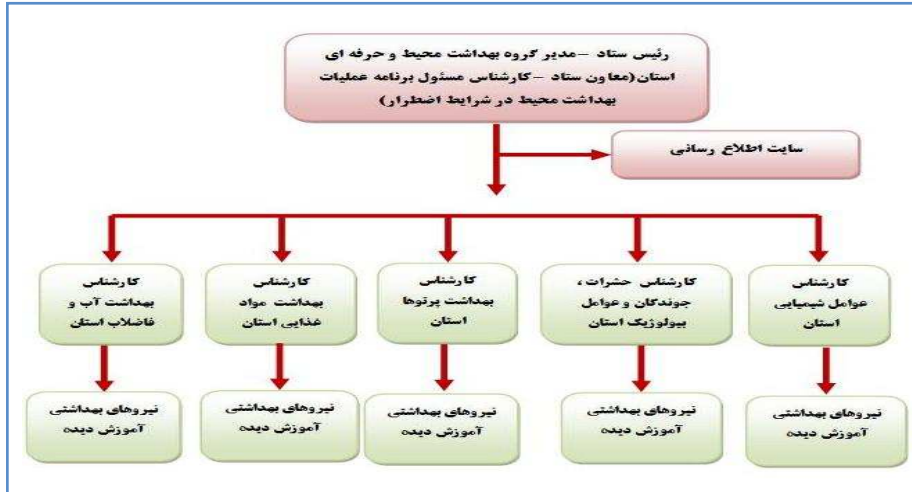 رئیس ستاد –مدیر گروه بهداشت محیط و حرفه ای
استان(معاون ستاد –کارشناس مسئول برنامه عملیات
بهداشت محیط در شرایط اضطرار)
سایت اطلاع رسانی
کارشناس
عوامل شیمیایی
استان
کارشناس حشرات ،
جوندگان و عوامل
بیولوژیک استان
کارشناس
بهداشت پرتوها
استان
کارشناس
بهداشت مواد
غذایی استان
کارشناس
بهداشت آب و
فاضلاب استان
نیروهای بهداشتی
آموزش دیده
نیروهای بهداشتی
آموزش دیده
نیروهای بهداشتی
آموزش دیده
نیروهای بهداشتی
آموزش دیده
نیروهای بهداشتی
آموزش دیده